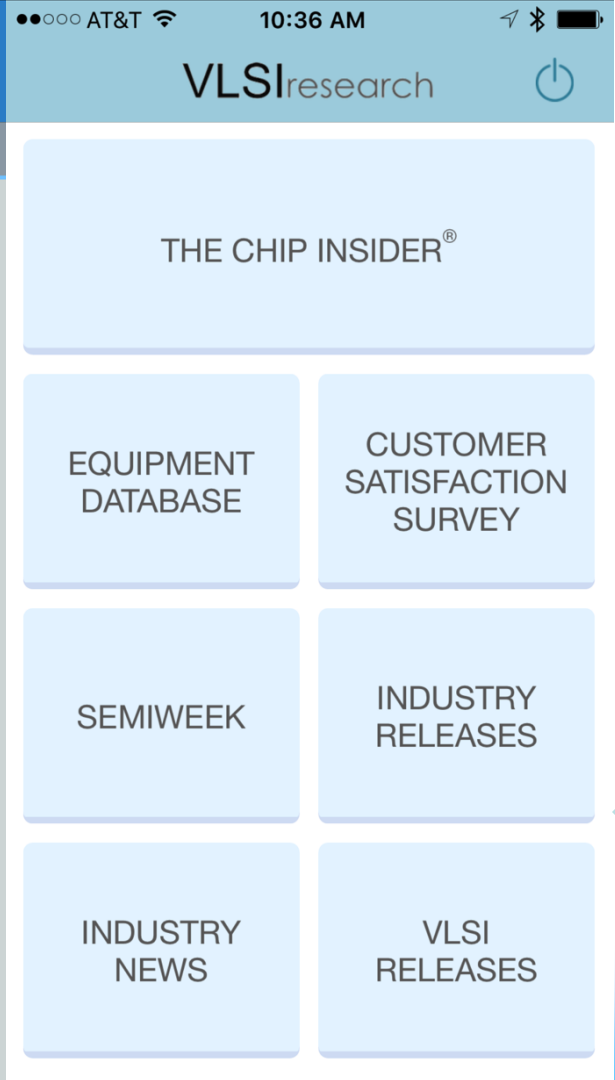 AT&T 10:36 AM
VLSIresearch
THE CHIP INSIDER®
EQUIPMENT
DATABASE
CUSTOMER
SATISFACTION
SURVEY
SEMIWEEK
INDUSTRY
RELEASES
INDUSTRY
NEWS
VLSI
RELEASES